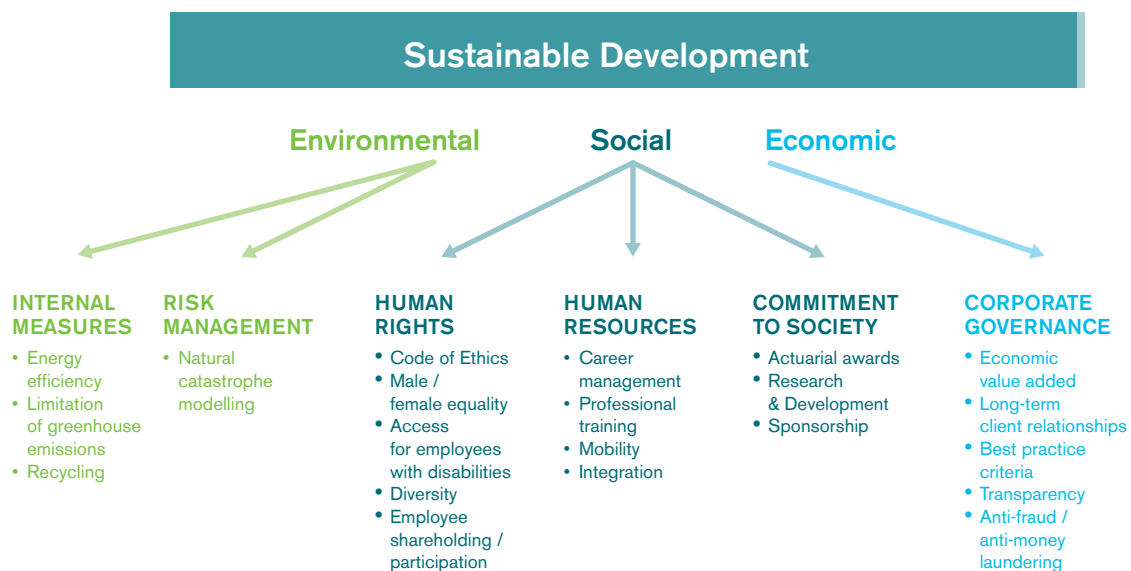 Sustainable Development
Environmental
Social
Economic
INTERNAL
MEASURES
• Energy
efficiency
• Limitation
of greenhouse
emissions
• Recycling
RISK
MANAGEMENT
• Natural
catastrophe
modelling
HUMAN
RIGHTS
• Code of Ethics
• Male /
female equality
• Access
for employees
with disabilities
• Diversity
• Employee
shareholding /
participation
HUMAN
RESOURCES
• Career
management
• Professional
training
• Mobility
• Integration
COMMITMENT
TO SOCIETY
• Actuarial awards
• Research
& Development
• Sponsorship
CORPORATE
GOVERNANCE
• Economic
value added
• Long-term
client relationships
• Best practice
criteria
• Transparency
• Anti-fraud /
anti-money
laundering